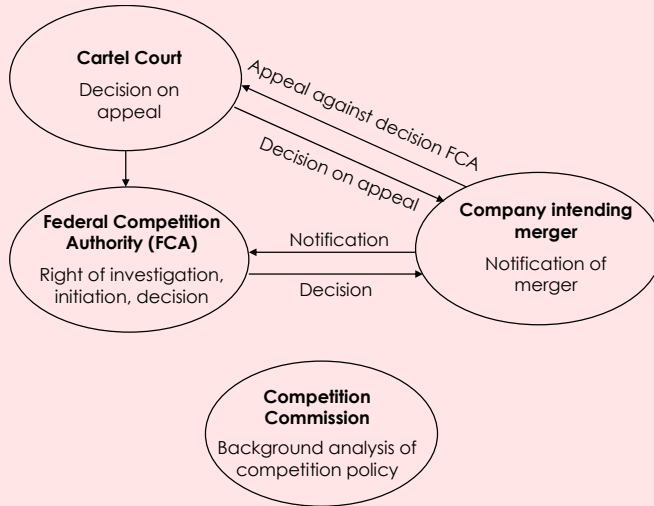 Cartel Court
Decision on
appeal
Appeal against decision FCA
Decision on appeal
Federal Competition
Authority (FCA)
Right of investigation,
initiation, decision
Notification
Decision
Company intending
merger
Notification of
merger
Competition
Commission
Background analysis of
competition policy